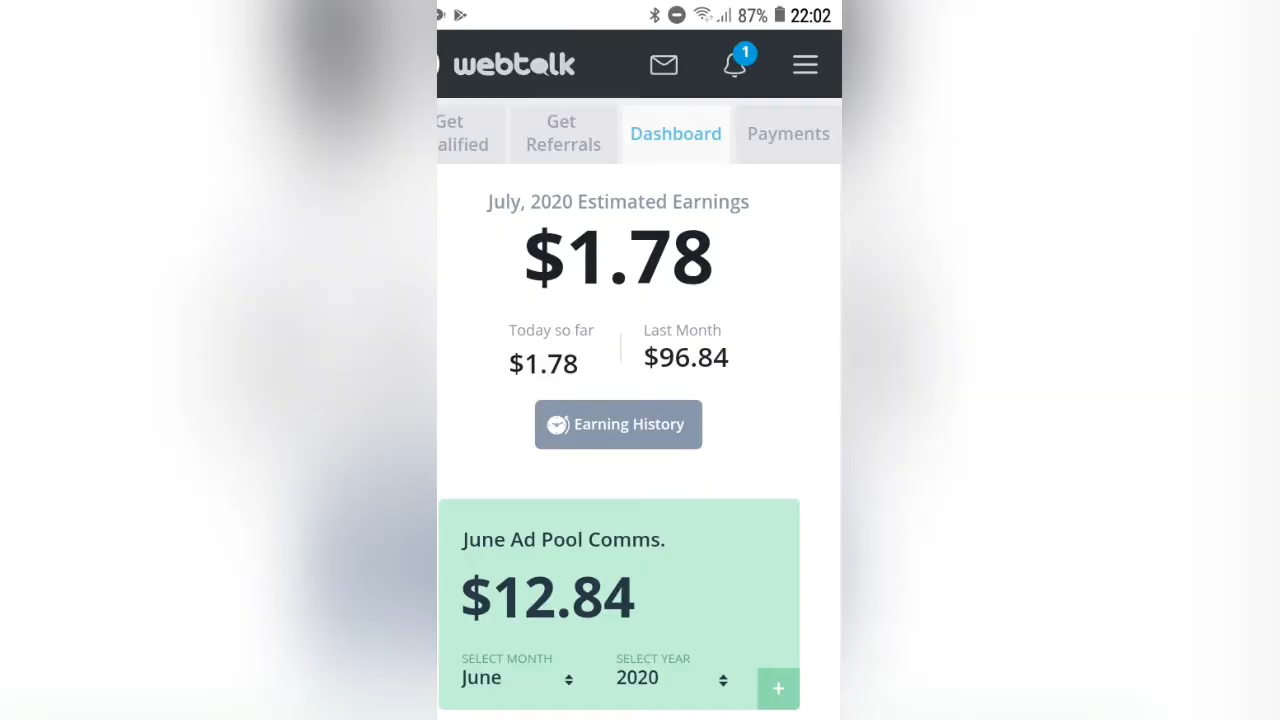 87% 22:02
webtalk
1
Get
alified
Get
Referrals
Dashboard
Payments
July, 2020 Estimated Earnings
$1.78
Today so far
Last Month
$1.78
$96.84
Earning History
June Ad Pool Comms.
$12.84
SELECT MONTH
SELECT YEAR
June
2020
+